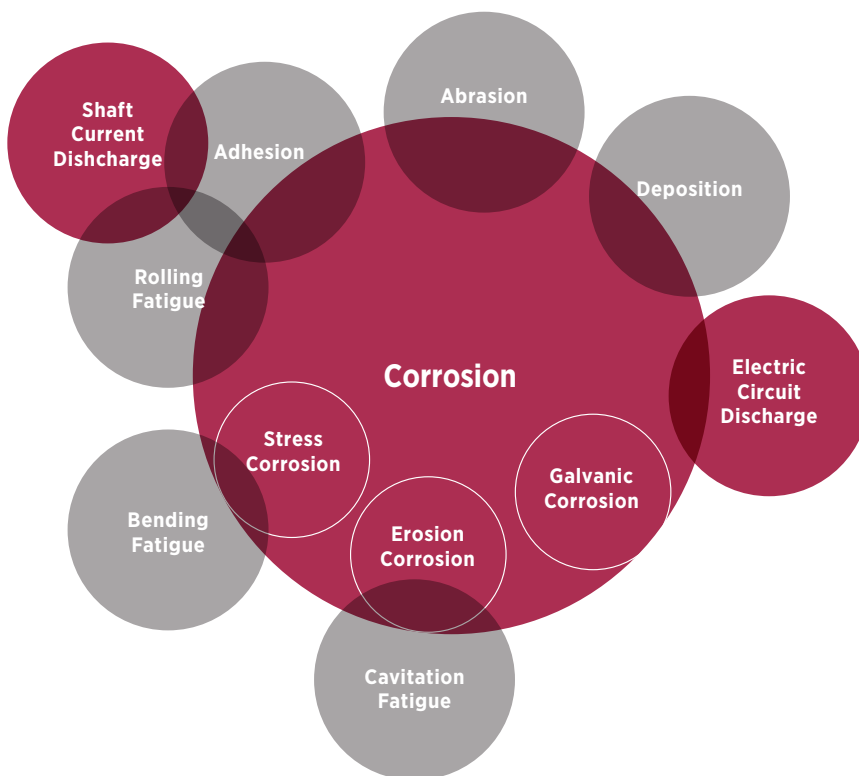 Abrasion
Shaft
Current
Dishcharge
Adhesion
Deposition
Rolling
Fatigue
Corrosion
Electric
Circuit
Discharge
Stress
Corrosion
Galvanic
Corrosion
Bending
Fatigue
Erosion
Corrosion
Cavitation
Fatigue